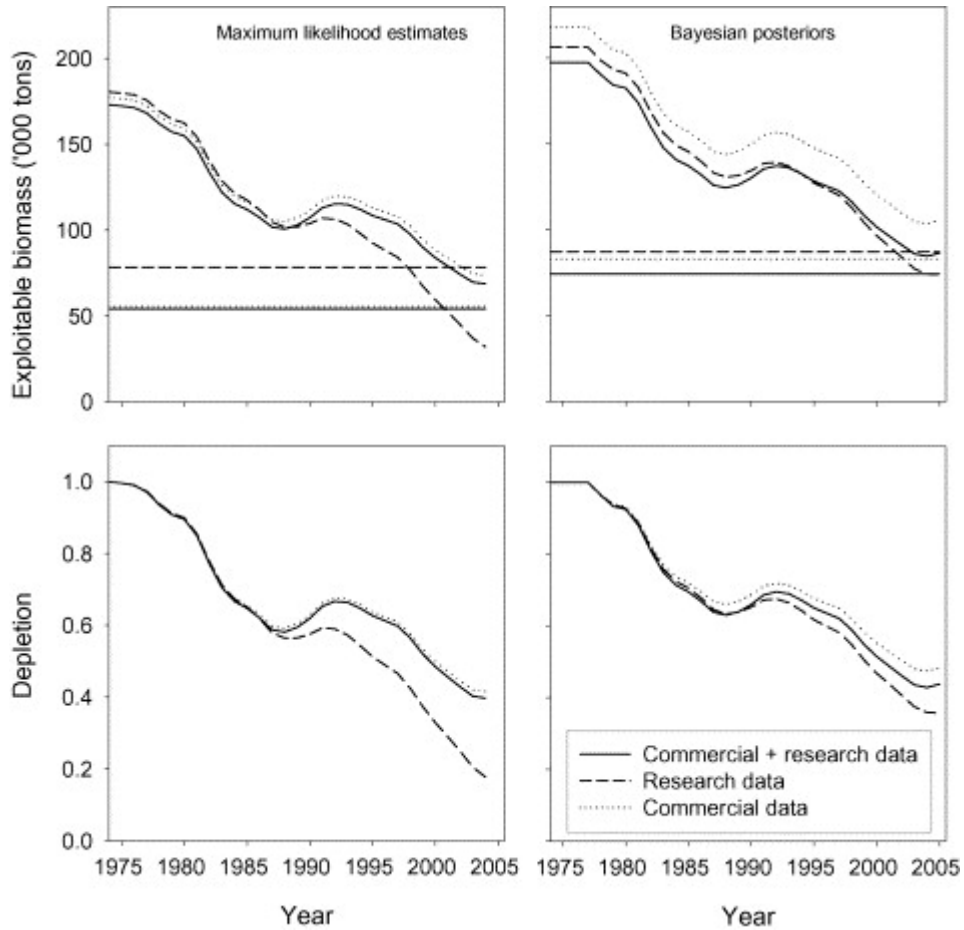 Maximum likelihood estimates
Bayesian posteriors
Exploitable biomass ('000 tons)
200
150
100
50
0
Depletion
1.0
0.8
0.6
0.4
0.2
0.0
Commercial + research data
Research data
Commercial data
1975 1980 1985 1990 1995 2000 2005
1975 1980 1985 1990 1995 2000 2005
Year
Year